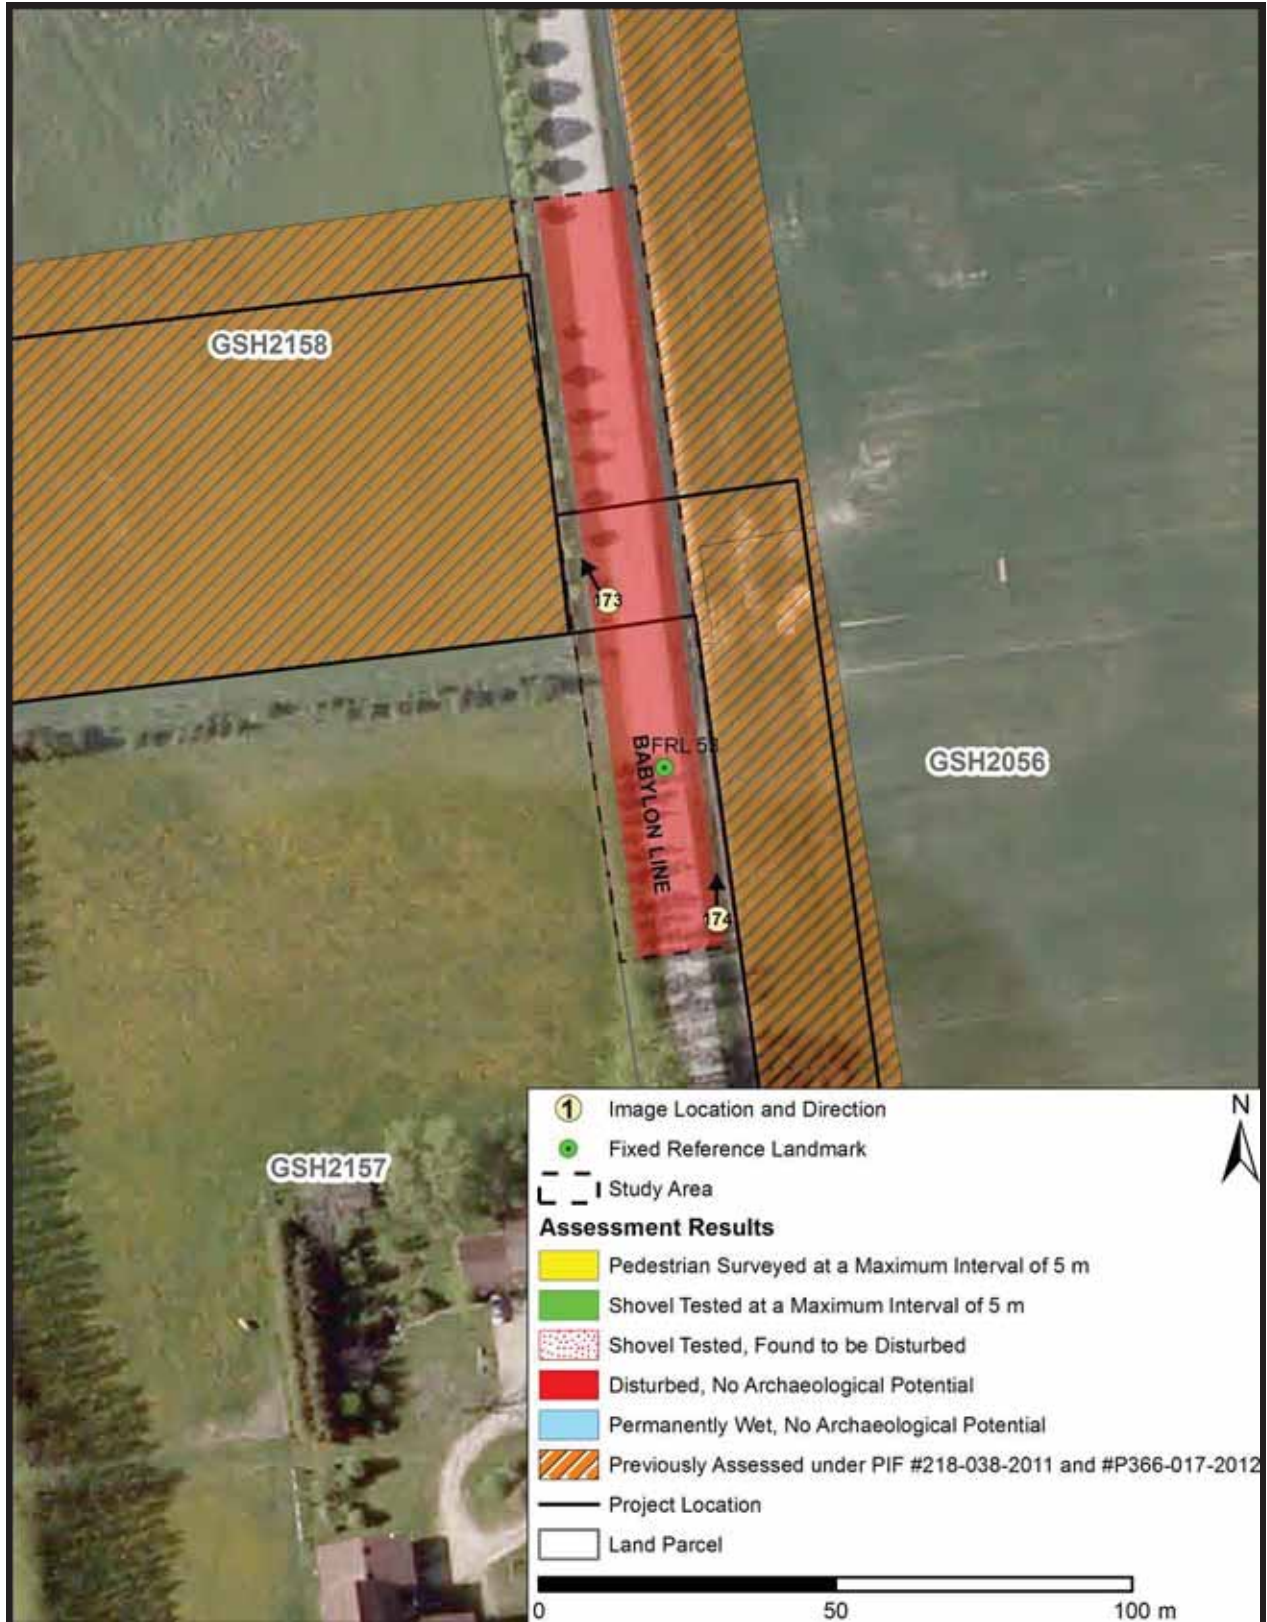 GSH2158
173
FRL 53
BABYLON LINE
GSH2056
174
GSH2157
1 Image Location and Direction
N
Fixed Reference Landmark
Study Area
Assessment Results
Pedestrian Surveyed at a Maximum Interval of 5 m
Shovel Tested at a Maximum Interval of 5 m
Shovel Tested, Found to be Disturbed
Disturbed, No Archaeological Potential
Permanently Wet, No Archaeological Potential
Previously Assessed under PIF #218-038-2011 and #P366-017-2012
Project Location
Land Parcel
0 50 100 m